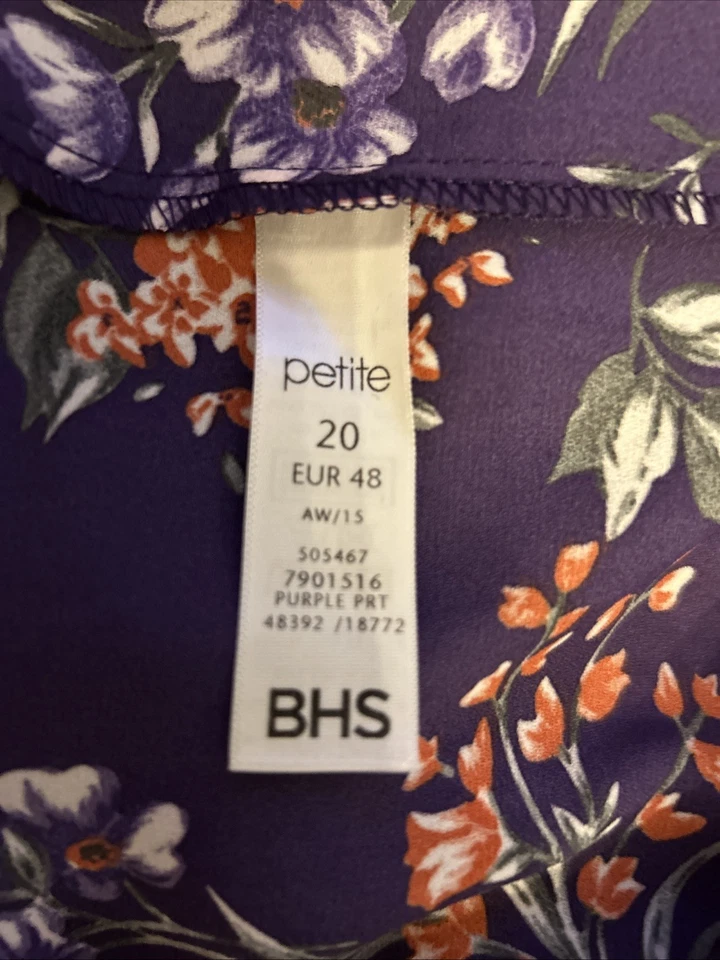 petite
20
EUR 48
AW/15
505467
7901516
PURPLE PRT
48392 /18772
BHS